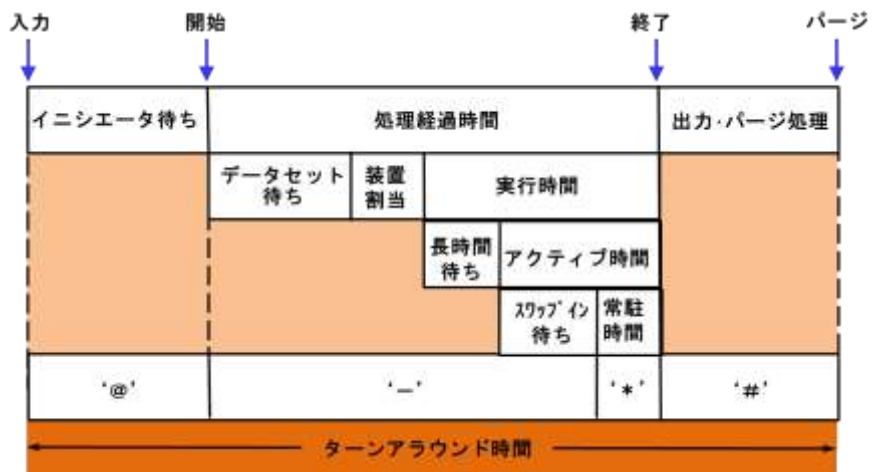 入力 開始 終了 パージ
イニシエータ待ち 処理経過時間 出力・パージ処理
データセット待ち 装置割当 実行時間
長時間待ち アクティブ時間
ｽﾜｯﾌﾟｲﾝ待ち 常駐時間
‘@’ ‘－’ ‘*’ ‘#’
ターンアラウンド時間